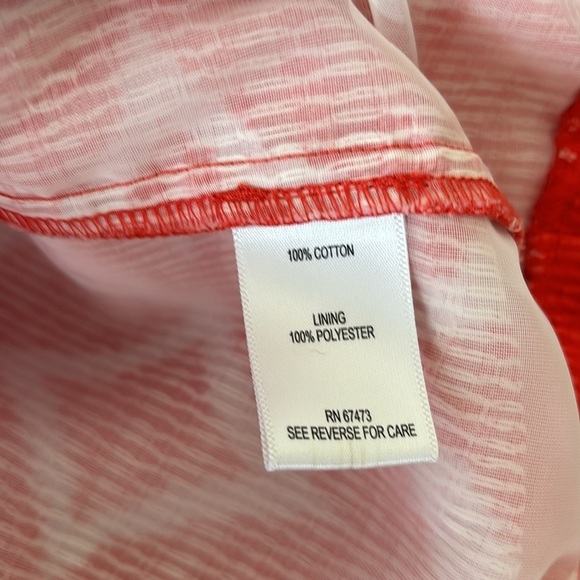 100% COTTON
LINING
100% POLYESTER
RN 67473
SEE REVERSE FOR CARE